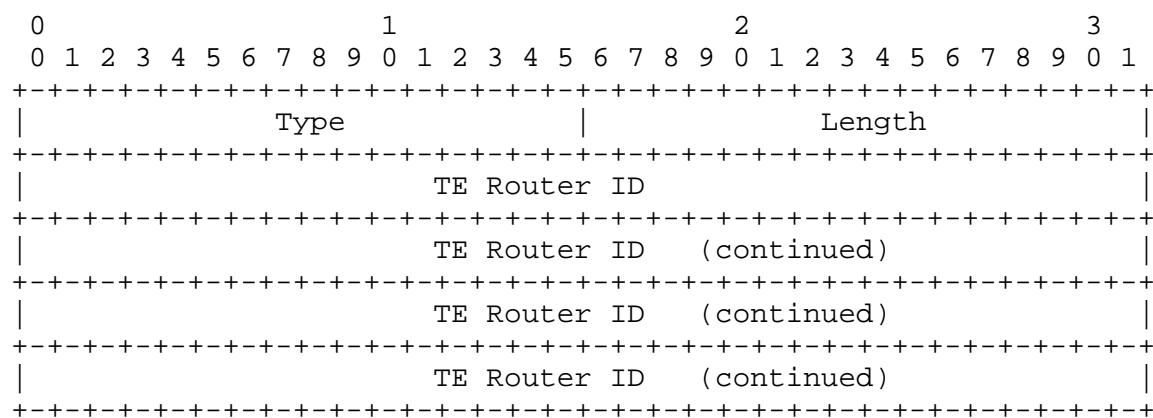 0                   1                   2                   3
 0 1 2 3 4 5 6 7 8 9 0 1 2 3 4 5 6 7 8 9 0 1 2 3 4 5 6 7 8 9 0 1
+-+-+-+-+-+-+-+-+-+-+-+-+-+-+-+-+-+-+-+-+-+-+-+-+-+-+-+-+-+-+-+-+
|              Type             |             Length            |
+-+-+-+-+-+-+-+-+-+-+-+-+-+-+-+-+-+-+-+-+-+-+-+-+-+-+-+-+-+-+-+-+
|                       TE Router ID                            |
+-+-+-+-+-+-+-+-+-+-+-+-+-+-+-+-+-+-+-+-+-+-+-+-+-+-+-+-+-+-+-+-+
|                       TE Router ID   (continued)              |
+-+-+-+-+-+-+-+-+-+-+-+-+-+-+-+-+-+-+-+-+-+-+-+-+-+-+-+-+-+-+-+-+
|                       TE Router ID   (continued)              |
+-+-+-+-+-+-+-+-+-+-+-+-+-+-+-+-+-+-+-+-+-+-+-+-+-+-+-+-+-+-+-+-+
|                       TE Router ID   (continued)              |
+-+-+-+-+-+-+-+-+-+-+-+-+-+-+-+-+-+-+-+-+-+-+-+-+-+-+-+-+-+-+-+-+